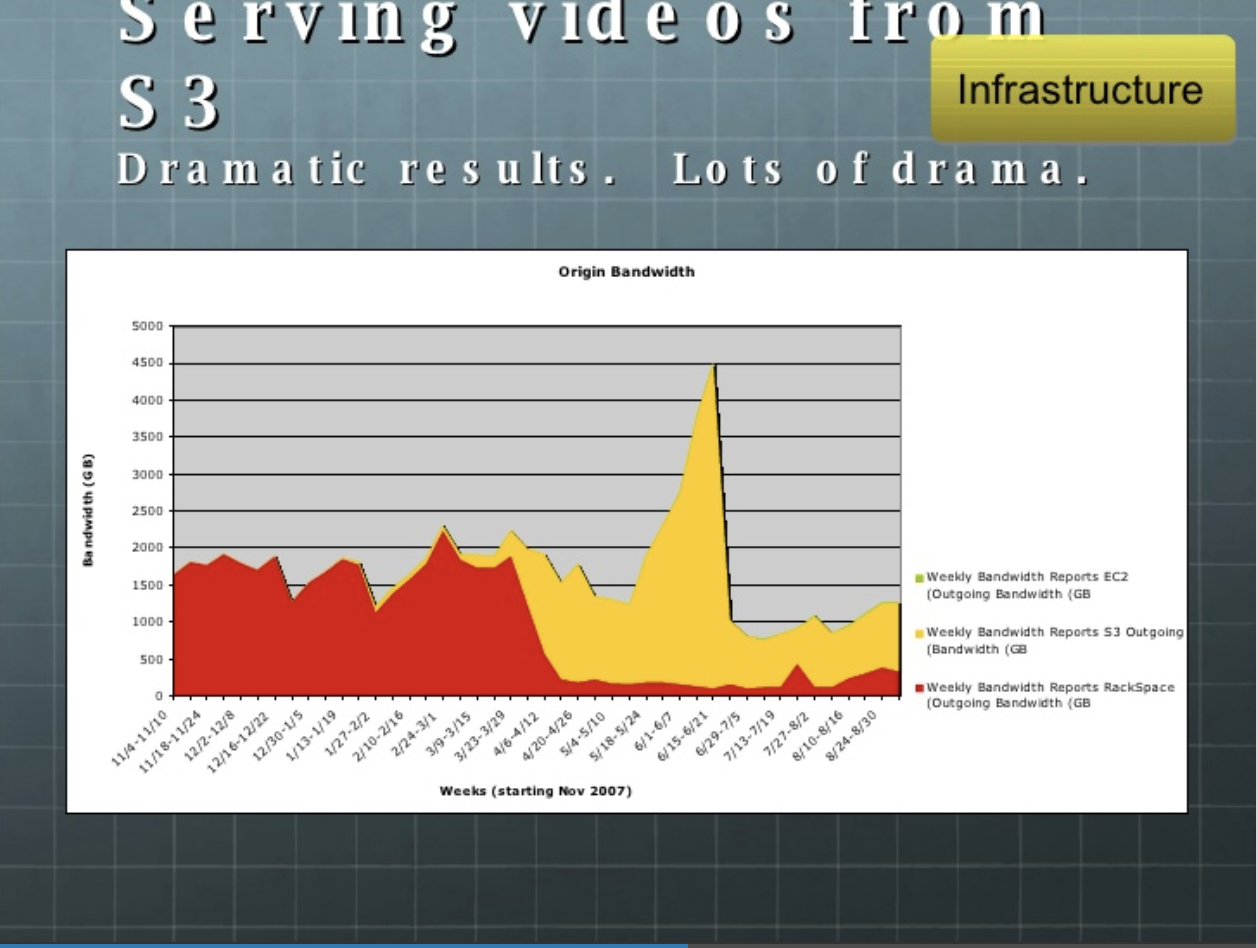 Serving videos from
S3
Infrastructure
Dramatic results. Lots of drama.
Origin Bandwidth
5000
4500
4000
3500
3000
2500
2000
1500
1000
500
0
Bandwidth (GB)
11/4-11/10
11/18-11/24
12/2-12/8
12/16-12/22
12/30-1/5
1/13-1/19
1/27-2/2
2/10-2/16
2/24-3/1
3/9-3/15
3/23-3/29
4/6-4/12
4/20-4/26
5/4-5/10
5/18-5/24
6/1-6/7
6/15-6/21
6/29-7/5
7/13-7/19
7/27-8/2
8/10-8/16
8/24-8/30
Weeks (starting Nov 2007)
Weekly Bandwidth Reports EC2
(Outgoing Bandwidth (GB
Weekly Bandwidth Reports S3 Outgoing
(Bandwidth (GB
Weekly Bandwidth Reports RackSpace
(Outgoing Bandwidth (GB